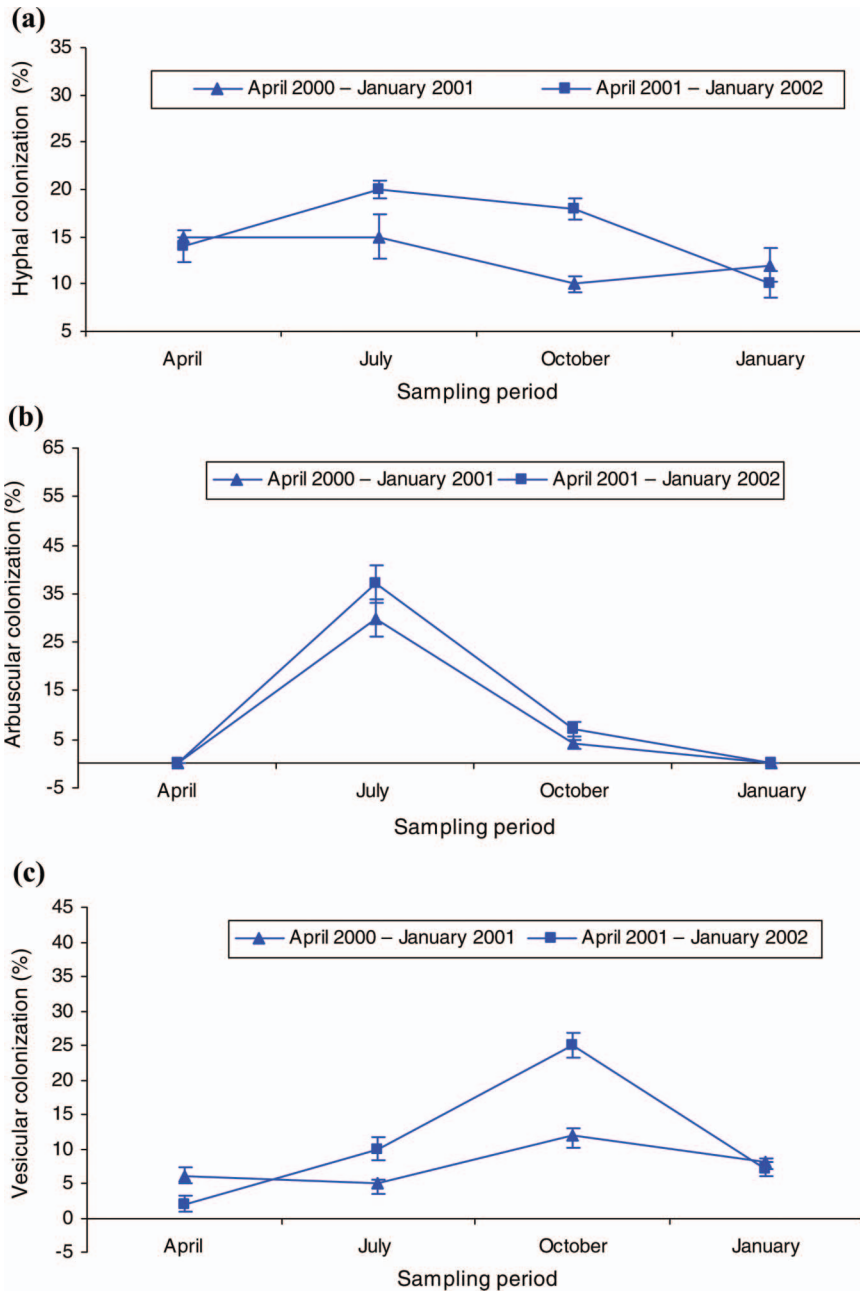 (a)
35
30
25
20
15
10
5
Hyphal colonization (%)
April 2000 – January 2001
April 2001 – January 2002
April
July
October
January
Sampling period
(b)
65
55
45
35
25
15
5
-5
Arbuscular colonization (%)
April 2000 – January 2001
April 2001 – January 2002
April
July
October
January
Sampling period
(c)
45
40
35
30
25
20
15
10
5
0
-5
Vesicular colonization (%)
April 2000 – January 2001
April 2001 – January 2002
April
July
October
January
Sampling period